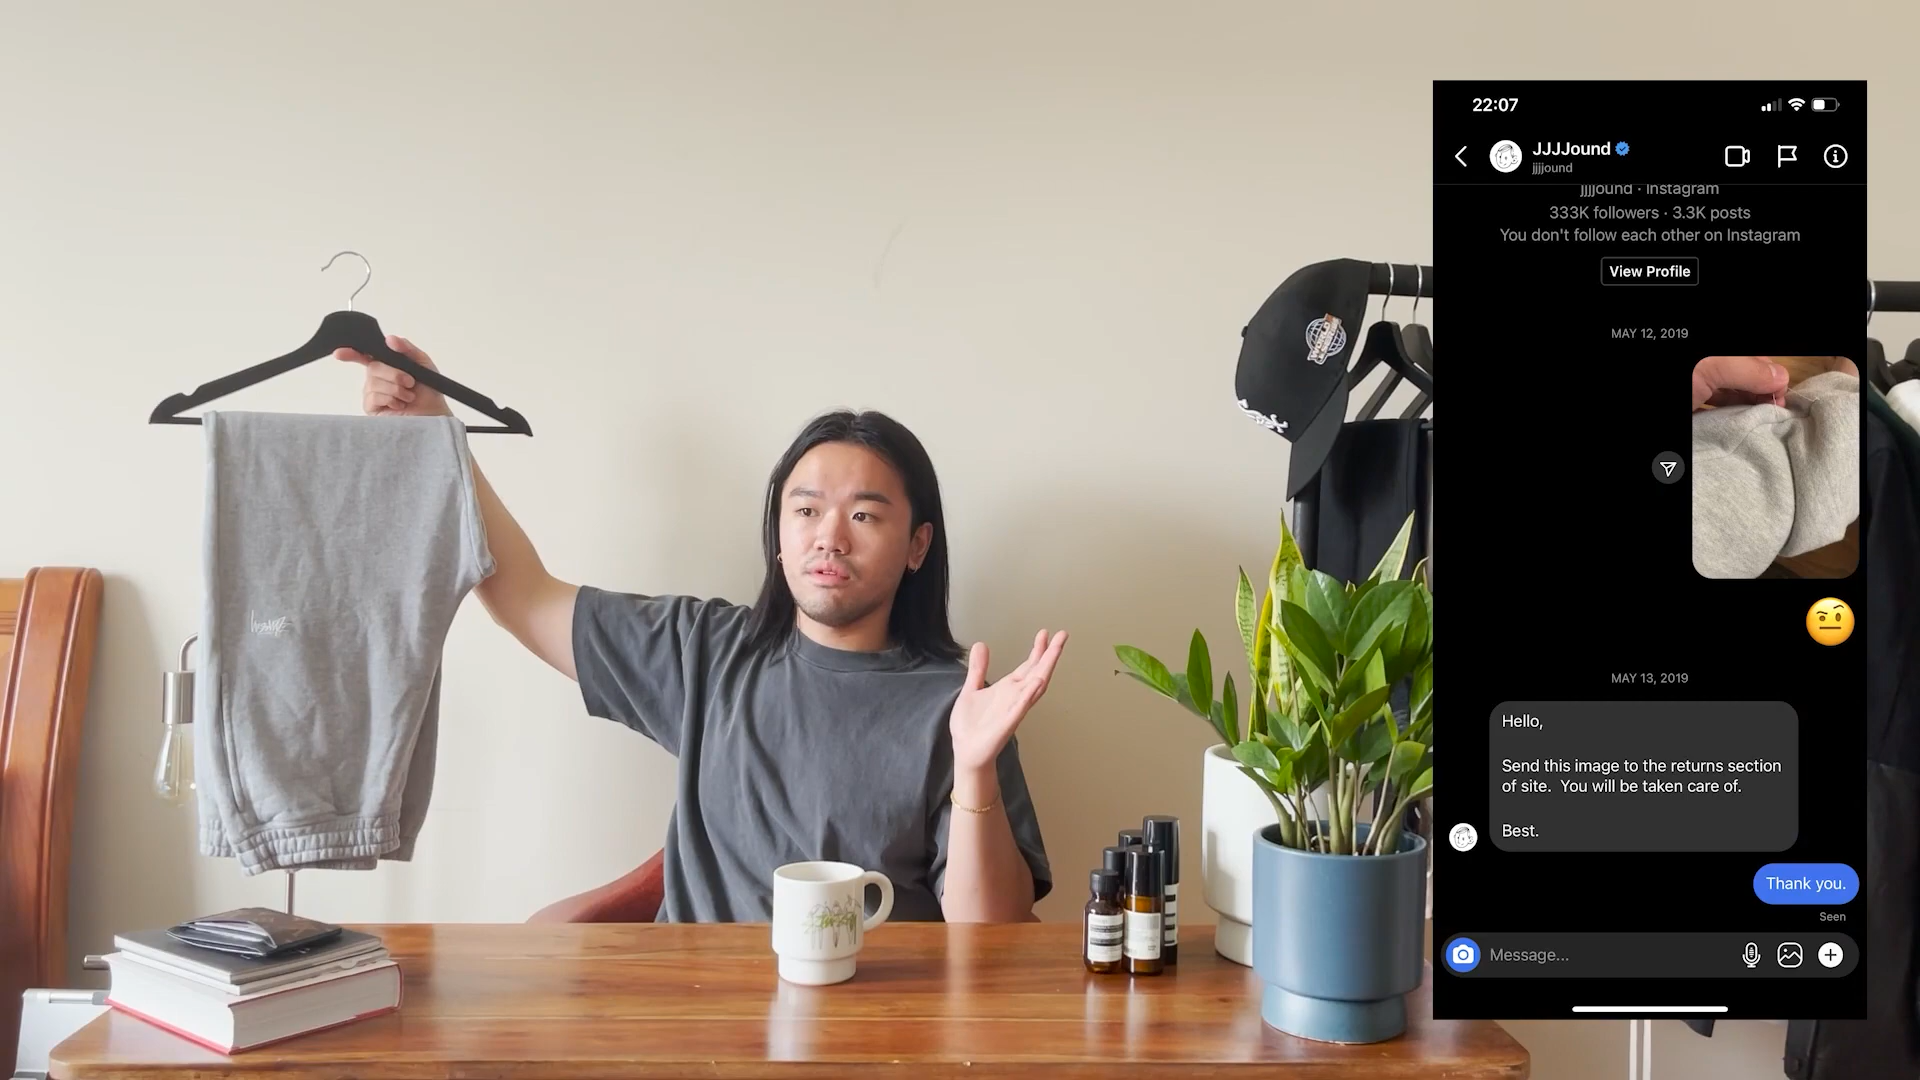 22:07
JJJJound
jjjjound
jjjjound · Instagram
333K followers · 3.3K posts
You don't follow each other on Instagram
View Profile
MAY 12, 2019
MAY 13, 2019
Hello,
Send this image to the returns section
of site.  You will be taken care of.
Best.
Thank you.
Seen
Message...
WORLD